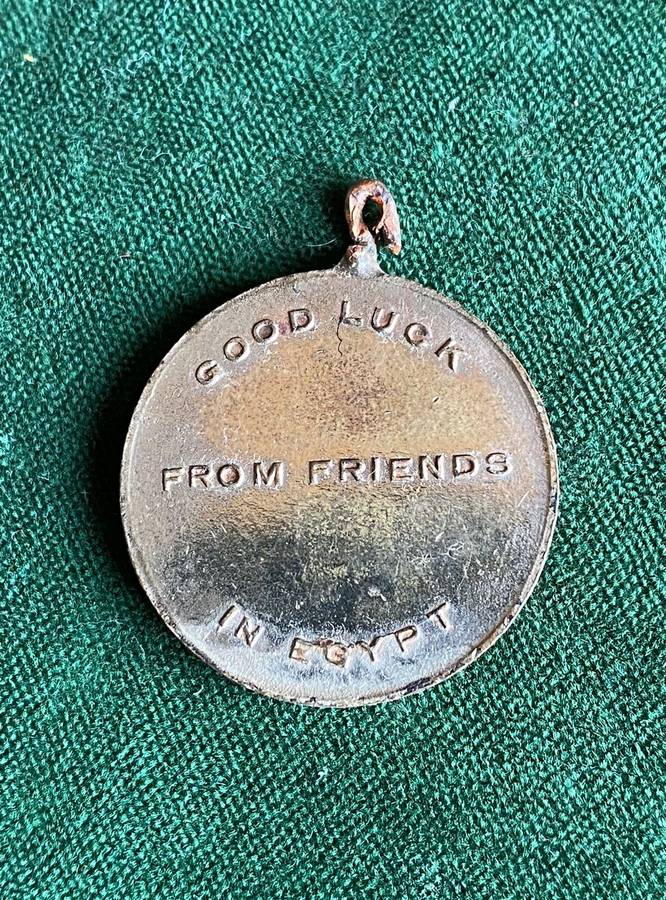 GOOD LUCK
FROM FRIENDS
IN EGYPT